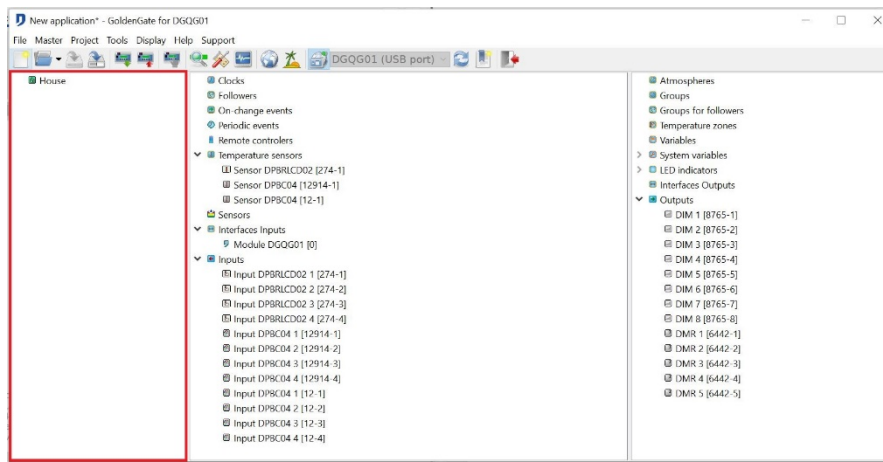 New application* - GoldenGate for DGQG01
File Master Project Tools Display Help Support
DGQG01 (USB port)
House
Clocks
Followers
On-change events
Periodic events
Remote controlers
Temperature sensors
Sensor DPBRLCD02 [274-1]
Sensor DPBC04 [12914-1]
Sensor DPBC04 [12-1]
Sensors
Interfaces Inputs
Module DGQG01 [0]
Inputs
Input DPBRLCD02 1 [274-1]
Input DPBRLCD02 2 [274-2]
Input DPBRLCD02 3 [274-3]
Input DPBRLCD02 4 [274-4]
Input DPBC04 1 [12914-1]
Input DPBC04 2 [12914-2]
Input DPBC04 3 [12914-3]
Input DPBC04 4 [12914-4]
Input DPBC04 1 [12-1]
Input DPBC04 2 [12-2]
Input DPBC04 3 [12-3]
Input DPBC04 4 [12-4]
Atmospheres
Groups
Groups for followers
Temperature zones
Variables
System variables
LED indicators
Interfaces Outputs
Outputs
DIM 1 [8765-1]
DIM 2 [8765-2]
DIM 3 [8765-3]
DIM 4 [8765-4]
DIM 5 [8765-5]
DIM 6 [8765-6]
DIM 7 [8765-7]
DIM 8 [8765-8]
DMR 1 [6442-1]
DMR 2 [6442-2]
DMR 3 [6442-3]
DMR 4 [6442-4]
DMR 5 [6442-5]